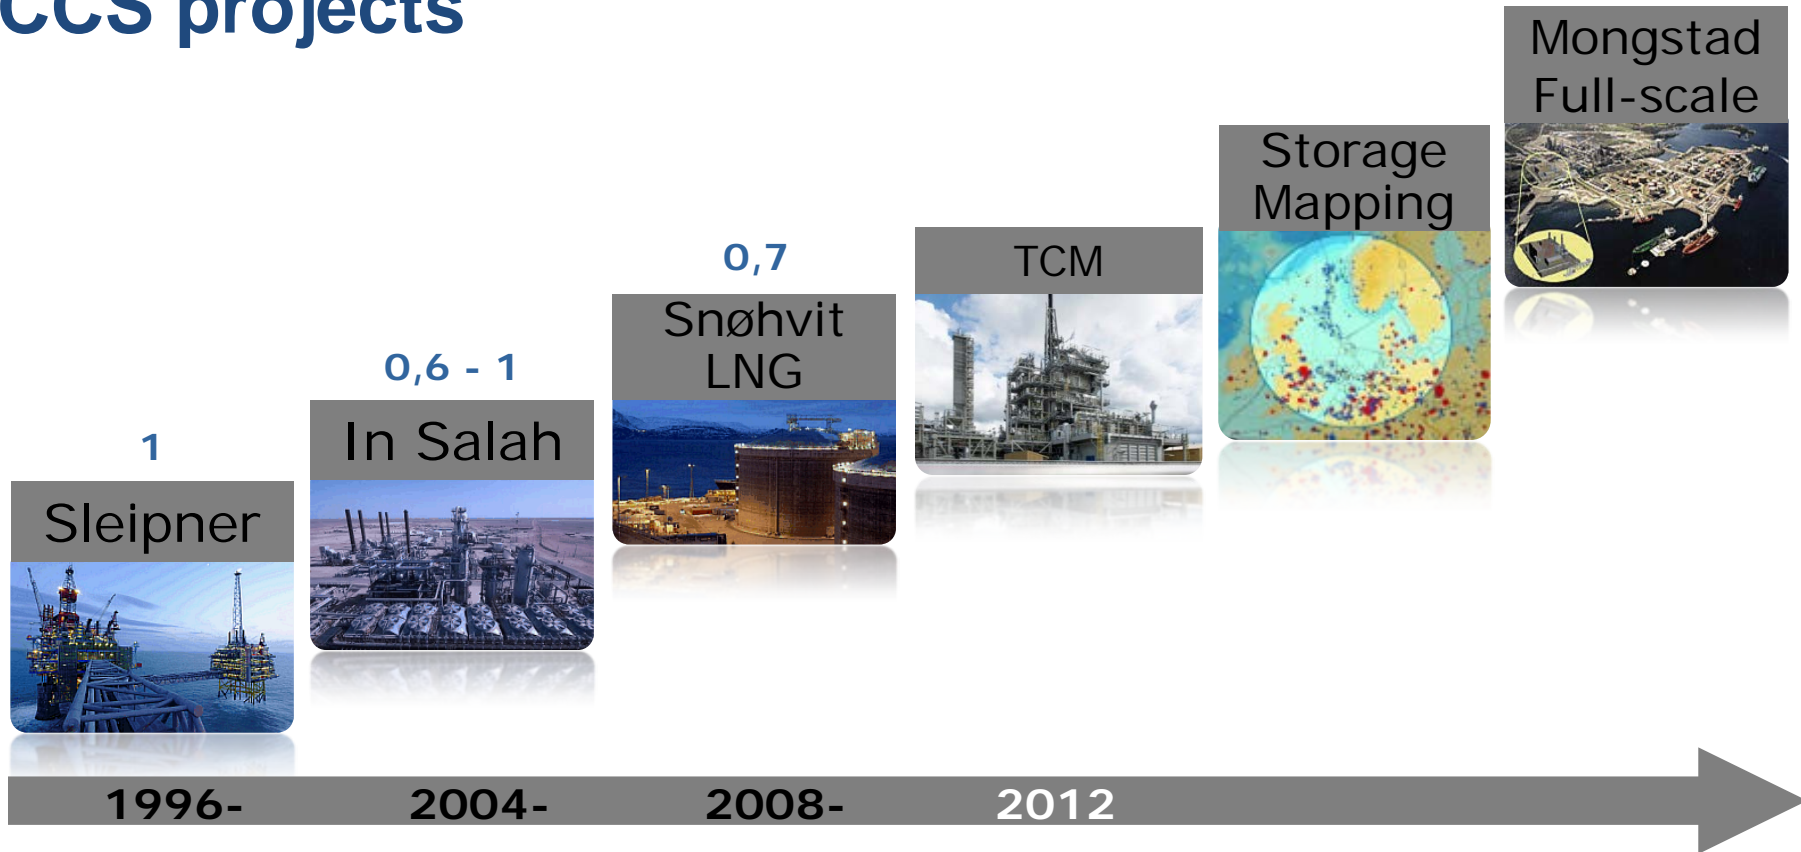 CCS projects
Mongstad
Full-scale
Storage
Mapping
0,7
TCM
Snøhvit
LNG
0,6 - 1
In Salah
1
Sleipner
1996-
2004-
2008-
2012